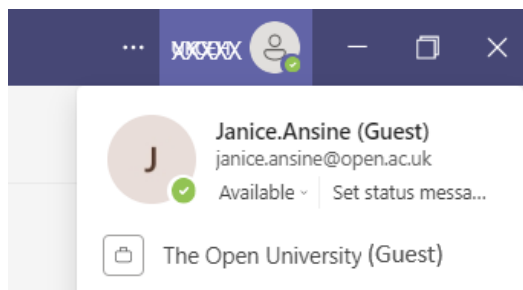 J
Janice.Ansine (Guest)
janice.ansine@open.ac.uk
Available
Set status messa...
The Open University (Guest)